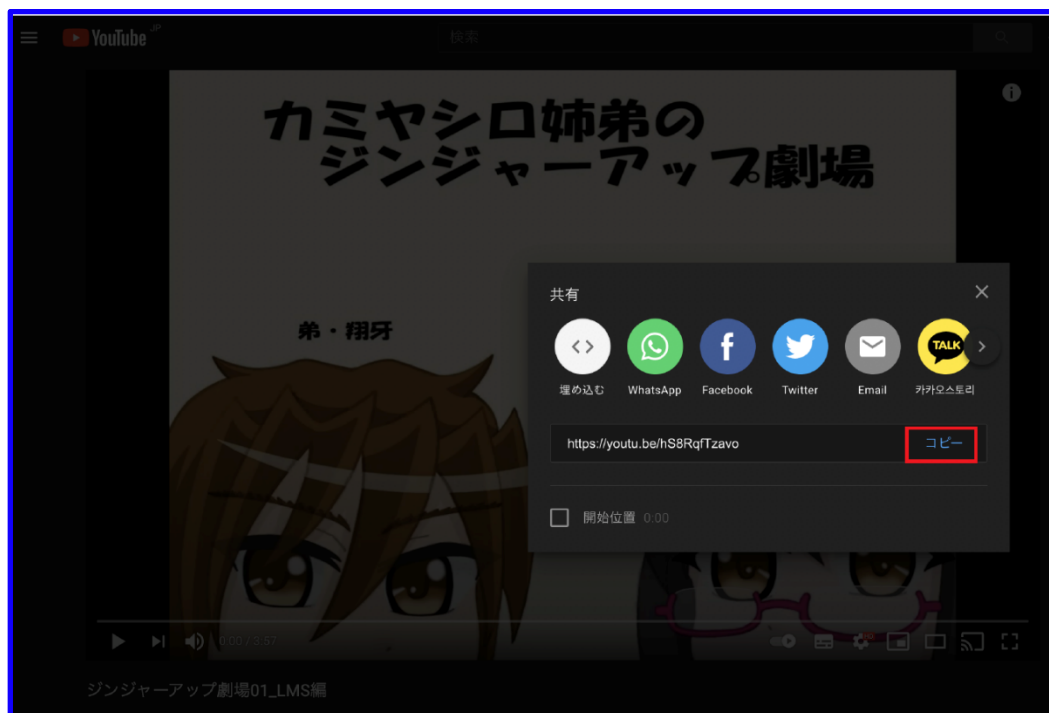 YouTube JP
検索
カミヤシロ姉弟の
ジンジャーアップ劇場
弟・翔牙
共有
埋め込む
WhatsApp
Facebook
Twitter
TALK
Email
카카오스토리
https://youtu.be/hS8RqfTzavo
コピー
開始位置 0:00
0:00 / 3:57
ジンジャーアップ劇場01_LMS編